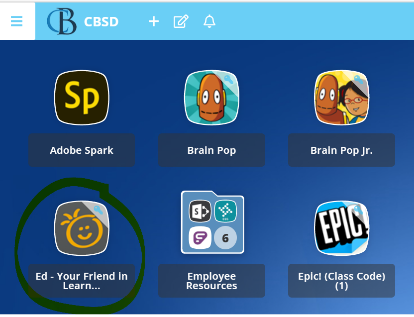 CB CBSD
Sp
Adobe Spark
Brain Pop
Brain Pop Jr.
EPIC!
Ed - Your Friend in
Learn...
6
Employee
Resources
Epic! (Class Code)
(1)